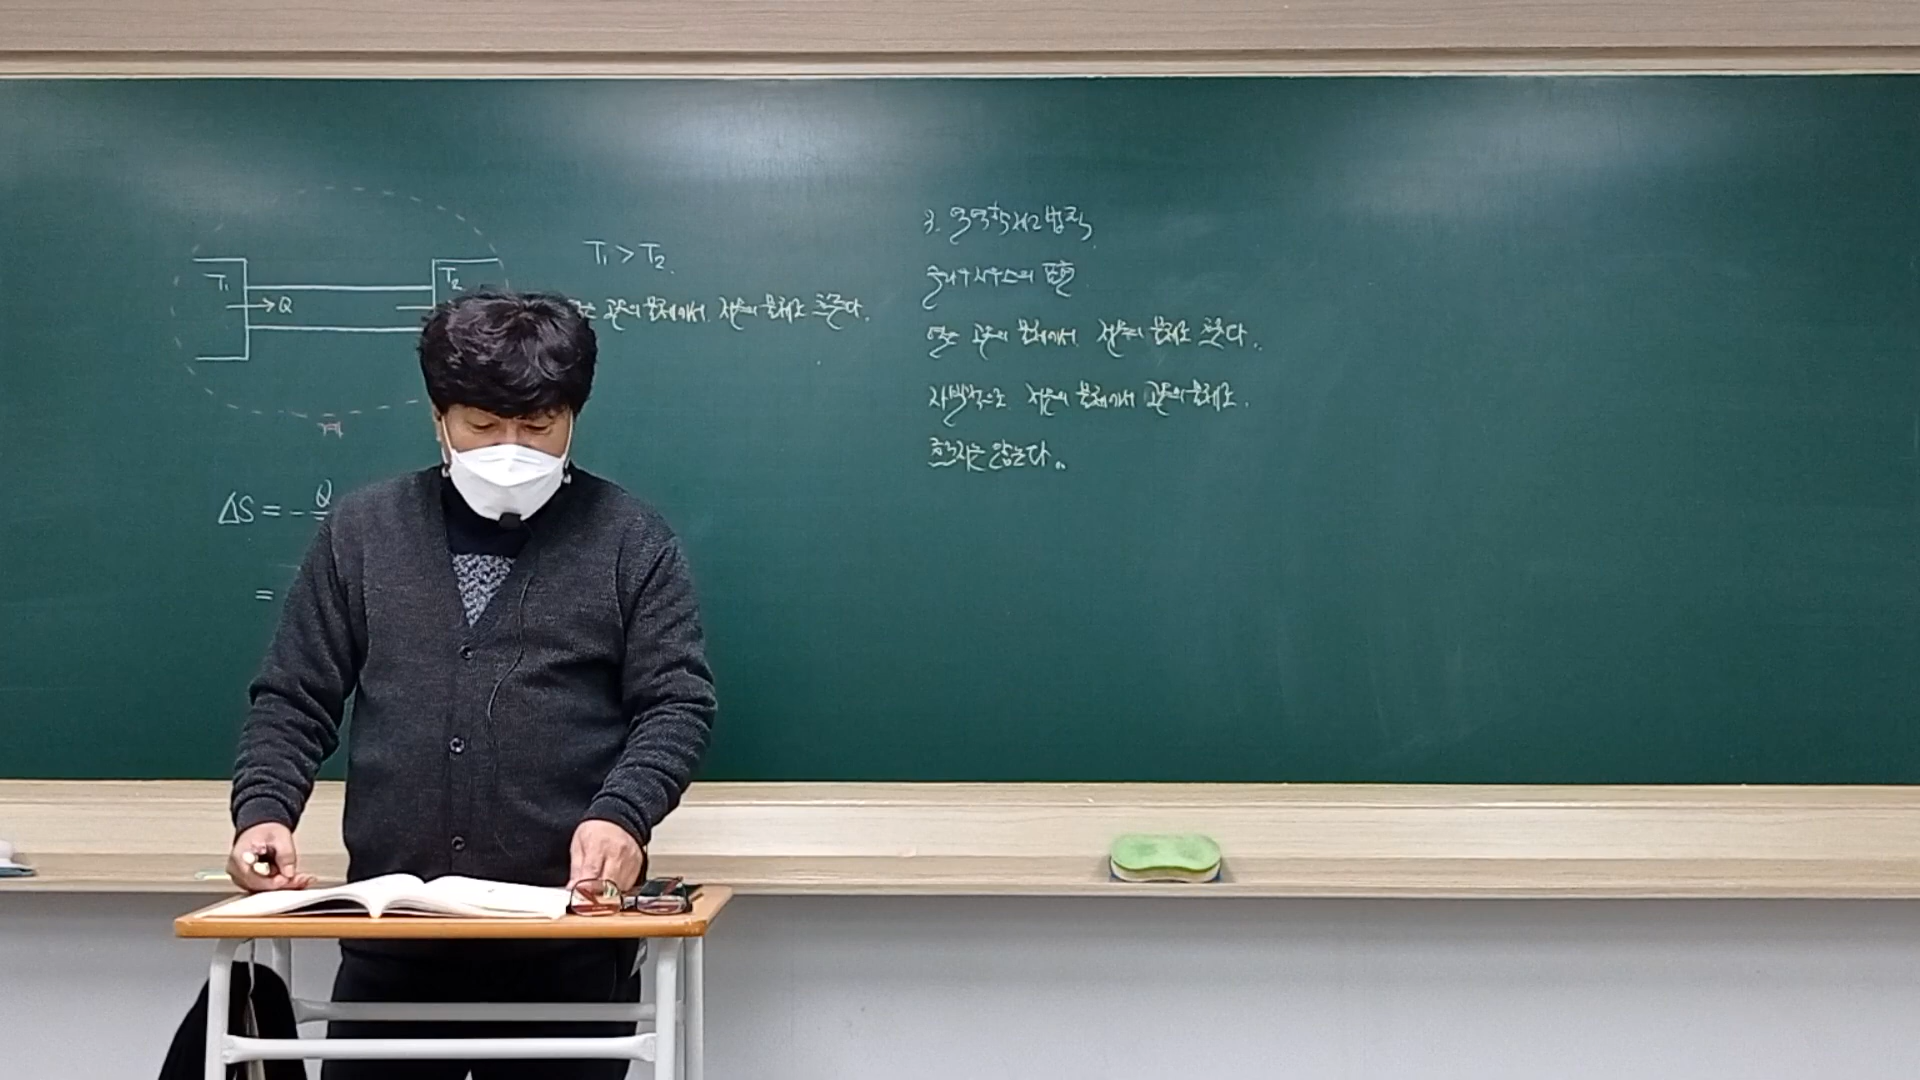 T₁
T₂
→ Q
T₁ > T₂.
고온의 물체에서 저온의 물체로 흐른다.
ΔS = - Q
=
3. 열역학 제2법칙
클라우지우스의 표현
열은 고온의 물체에서 저온의 물체로 흐른다.
자발적으로 저온의 물체에서 고온의 물체로.
흐르지는 않는다.